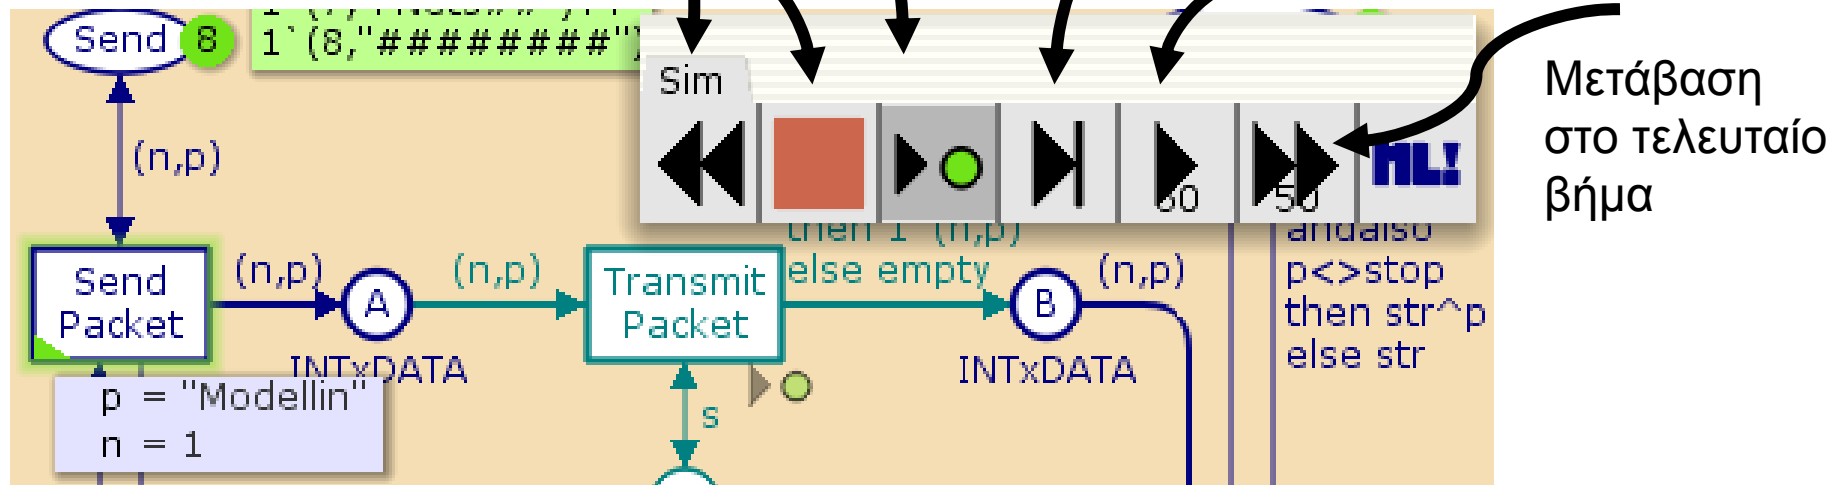 Send 8
1`(8,"########")
Sim
Μετάβαση
στο τελευταίο
βήμα
ML!
50
(n,p)
then 1`(n,p)
else empty
andalso
p<>stop
then str^p
else str
Send
Packet
(n,p)
A
INTxDATA
(n,p)
Transmit
Packet
B
INTxDATA
(n,p)
p = "Modellin"
n = 1
s